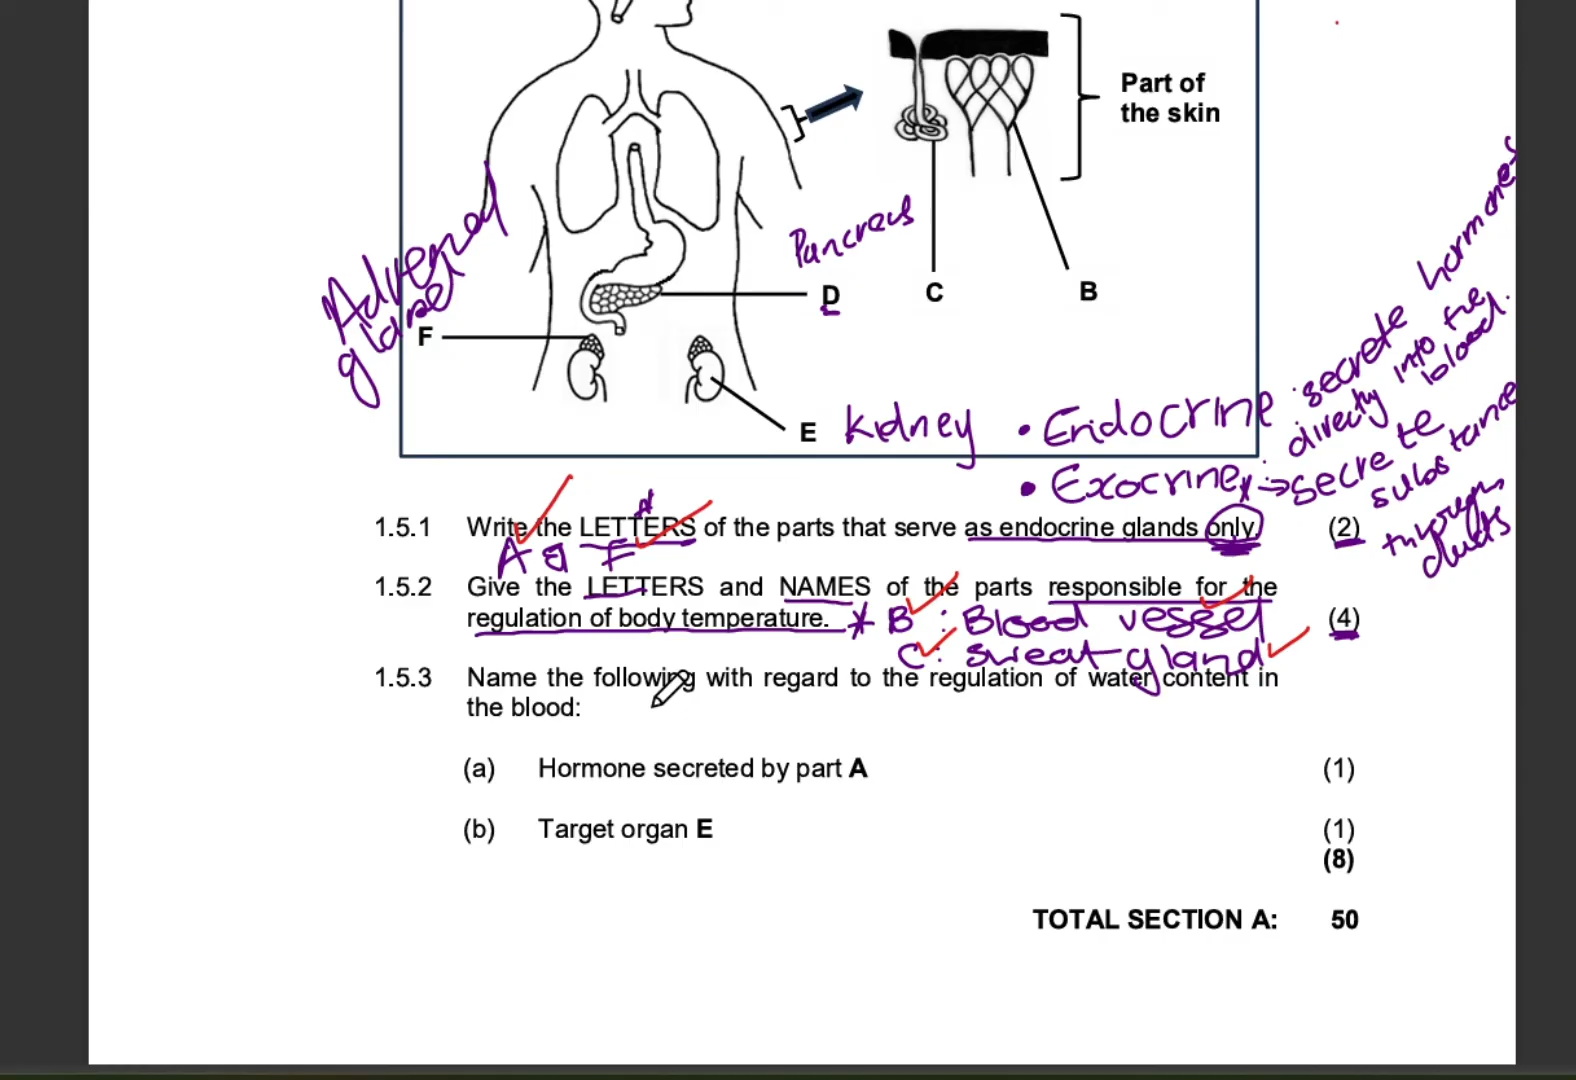 Part of
the skin
Pancreas
Adrenal
gland
D
C
B
F
E
kidney
• Endocrine
secrete hormones
directly into the
blood.
• Exocrine → secrete
substance
through
ducts
1.5.1 Write the LETTERS of the parts that serve as endocrine glands only. (2)
A & F
1.5.2 Give the LETTERS and NAMES of the parts responsible for the
regulation of body temperature. (4)
* B : Blood vessel
C : sweat gland
1.5.3 Name the following with regard to the regulation of water content in
the blood:
(a) Hormone secreted by part A (1)
(b) Target organ E (1)
(8)
TOTAL SECTION A: 50